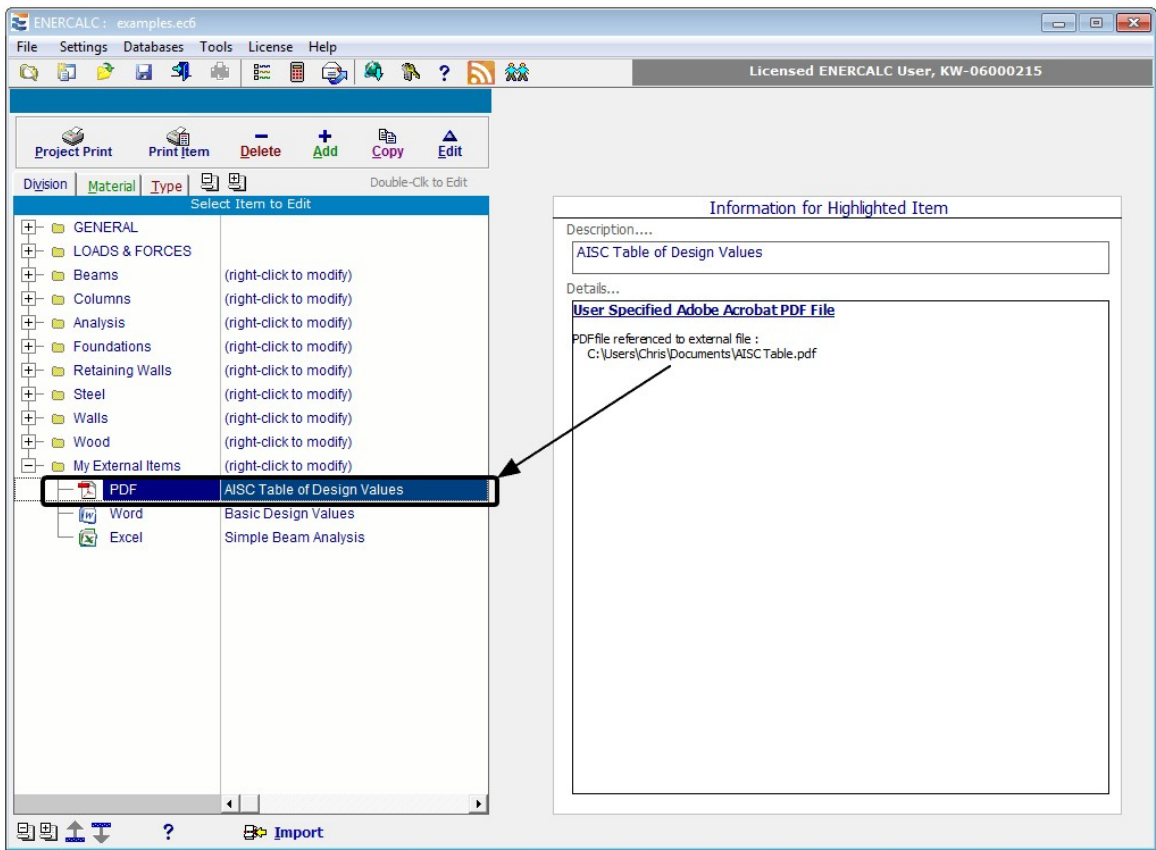 ENERCALC : examples.ec6
File Settings Databases Tools License Help
? Licensed ENERCALC User, KW-06000215
Project Print Print Item Delete Add Copy Edit
Division Material Type Double-Clk to Edit
Select Item to Edit
GENERAL
LOADS & FORCES
Beams (right-click to modify)
Columns (right-click to modify)
Analysis (right-click to modify)
Foundations (right-click to modify)
Retaining Walls (right-click to modify)
Steel (right-click to modify)
Walls (right-click to modify)
Wood (right-click to modify)
My External Items (right-click to modify)
PDF AISC Table of Design Values
Word Basic Design Values
Excel Simple Beam Analysis
? Import
Information for Highlighted Item
Description....
AISC Table of Design Values
Details...
User Specified Adobe Acrobat PDF File
PDF file referenced to external file :
C:\Users\Chris\Documents\AISC Table.pdf